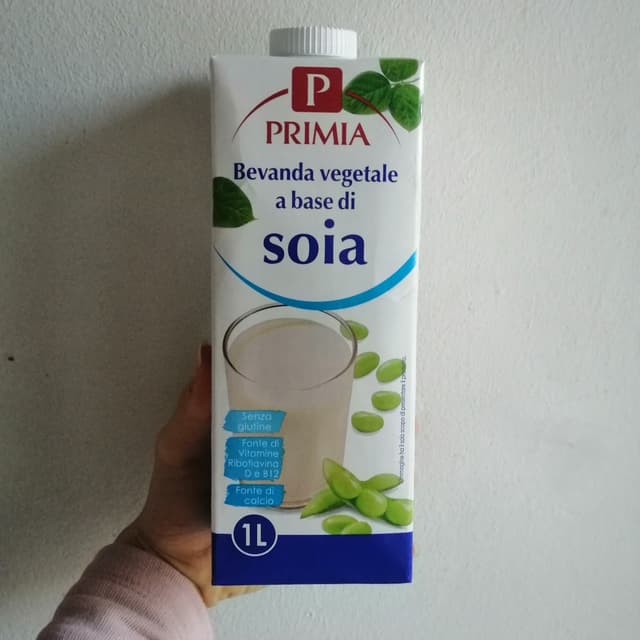 P
PRIMIA
Bevanda vegetale
a base di
soia
Senza
glutine
Fonte di
Vitamine
Riboflavina
D e B12
Fonte di
calcio
1L